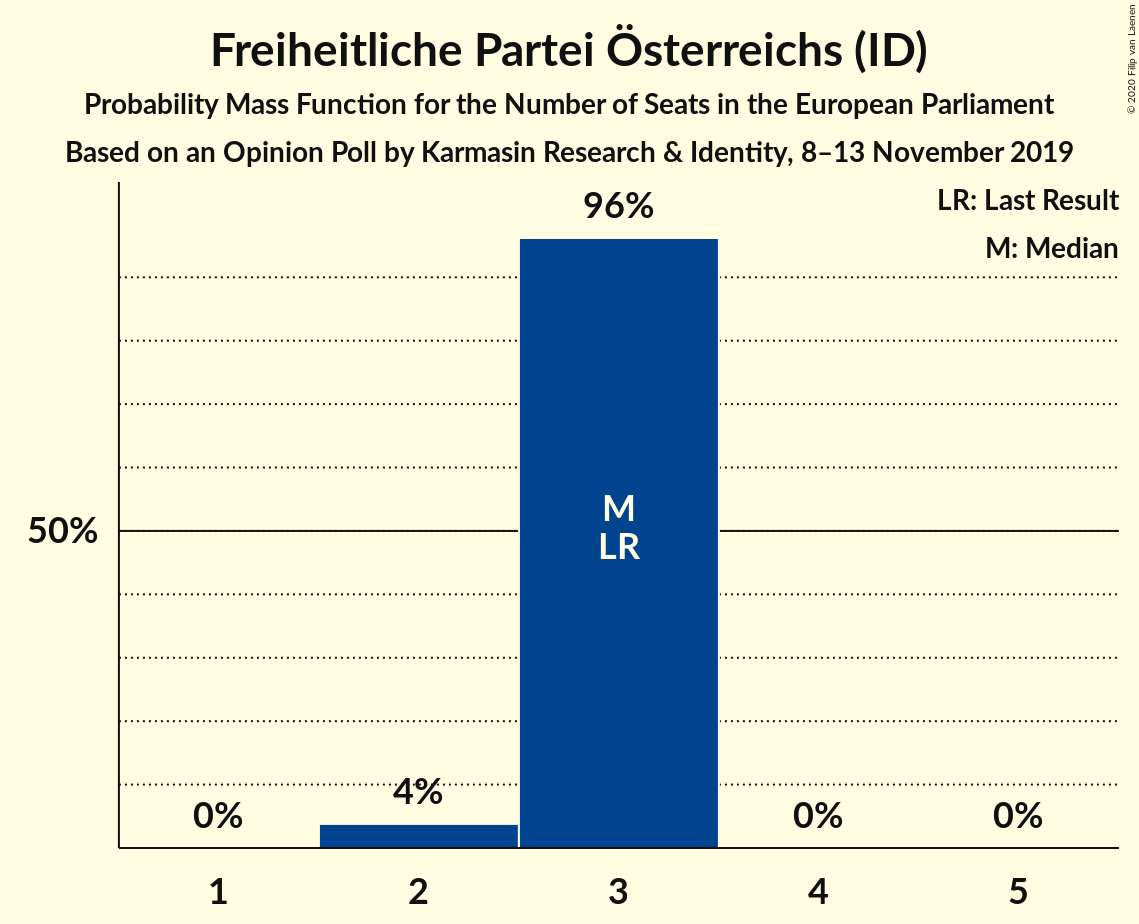 Freiheitliche Partei Österreichs (ID)
Probability Mass Function for the Number of Seats in the European Parliament
Based on an Opinion Poll by Karmasin Research & Identity, 8–13 November 2019
© 2020 Filip van Laenen
LR: Last Result
M: Median
96%
M
LR
50%
4%
0%
0%
0%
1
2
3
4
5